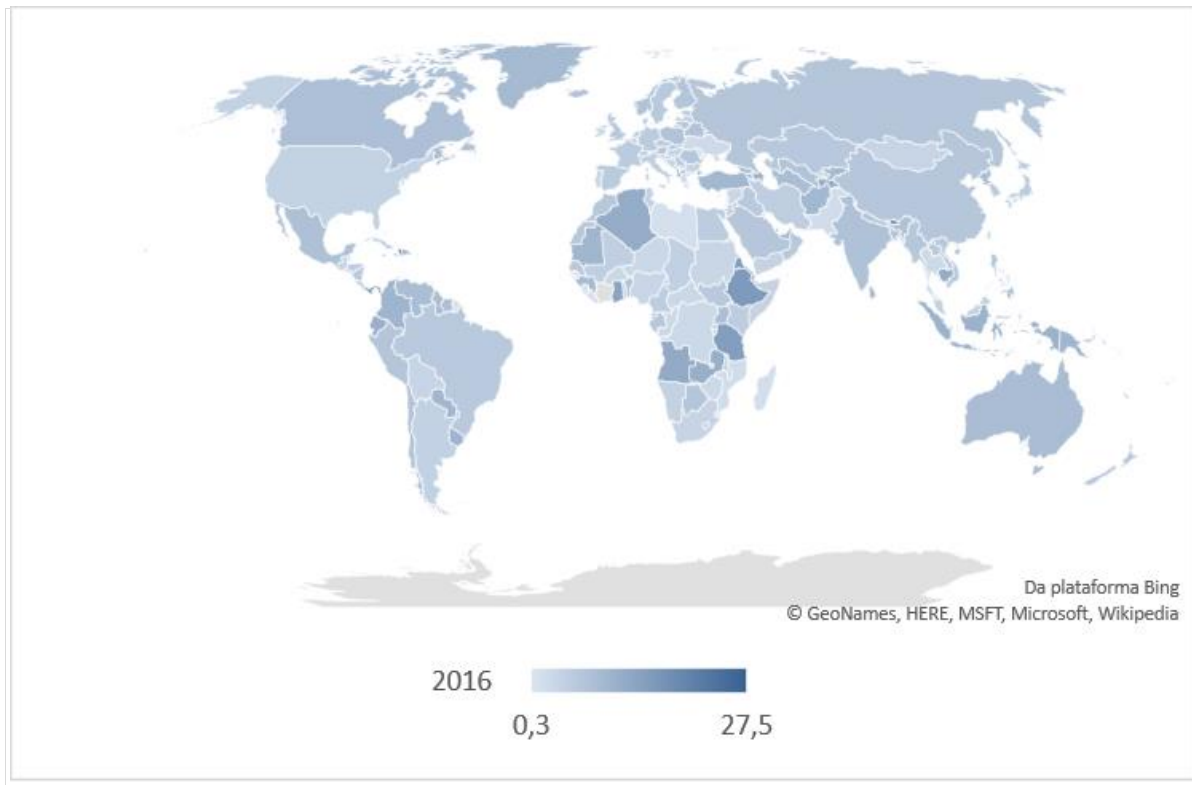 Da plataforma Bing
© GeoNames, HERE, MSFT, Microsoft, Wikipedia
2016
0,3 27,5